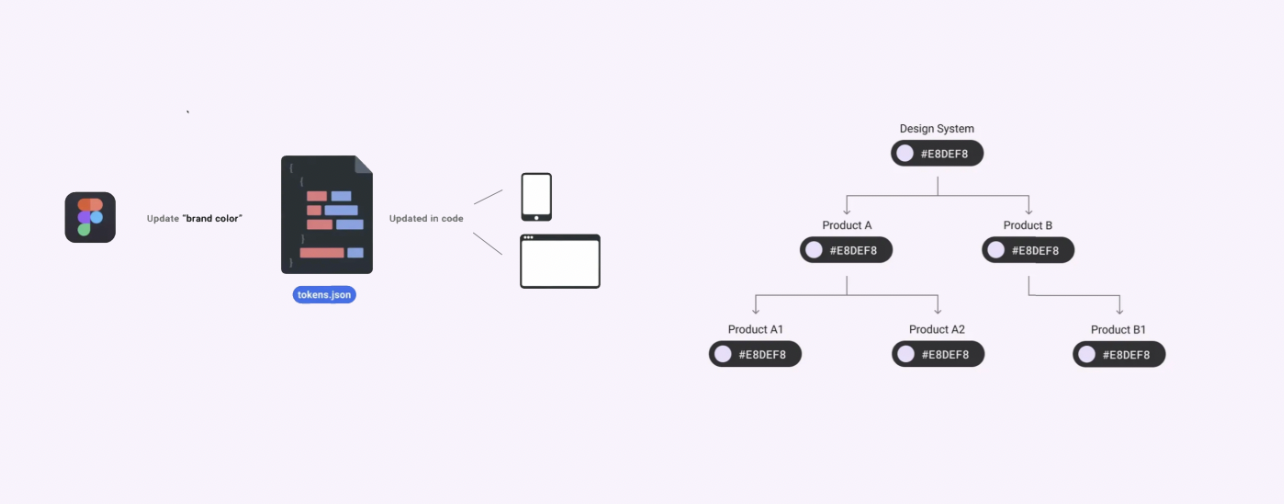 Update "brand color"
{
{
}
}
tokens.json
Updated in code
Design System
#E8DEF8
Product A
#E8DEF8
Product B
#E8DEF8
Product A1
#E8DEF8
Product A2
#E8DEF8
Product B1
#E8DEF8